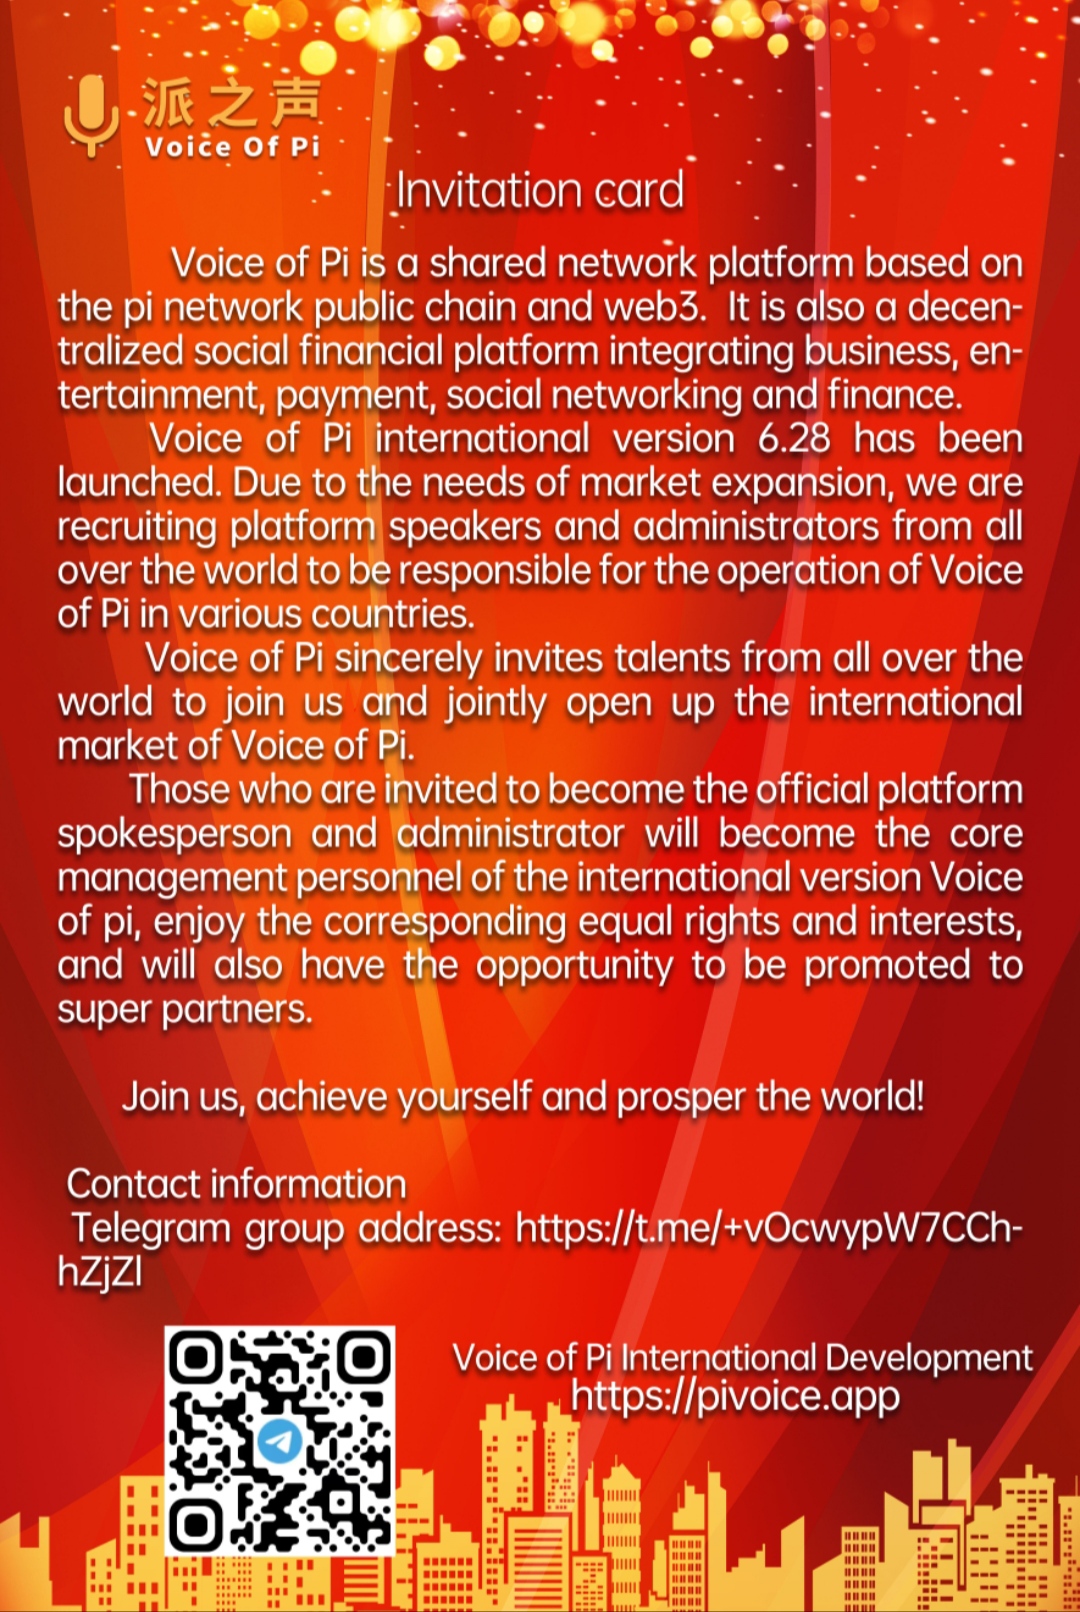 派之声
Voice Of Pi
Invitation card
Voice of Pi is a shared network platform based on
the pi network public chain and web3. It is also a decen-
tralized social financial platform integrating business, en-
tertainment, payment, social networking and finance.
Voice of Pi international version 6.28 has been
launched. Due to the needs of market expansion, we are
recruiting platform speakers and administrators from all
over the world to be responsible for the operation of Voice
of Pi in various countries.
Voice of Pi sincerely invites talents from all over the
world to join us and jointly open up the international
market of Voice of Pi.
Those who are invited to become the official platform
spokesperson and administrator will become the core
management personnel of the international version Voice
of pi, enjoy the corresponding equal rights and interests,
and will also have the opportunity to be promoted to
super partners.
Join us, achieve yourself and prosper the world!
Contact information
Telegram group address: https://t.me/+vOcwypW7CCh-
hZjZl
Voice of Pi International Development
https://pivoice.app